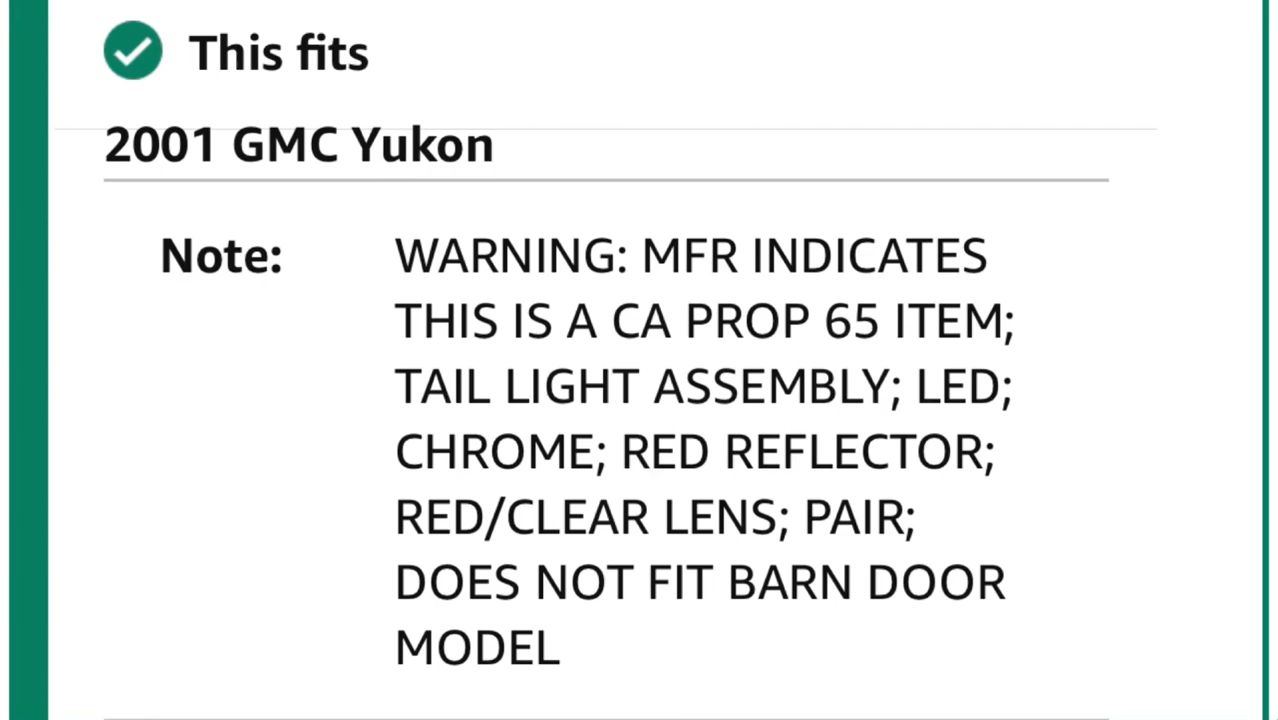 This fits
2001 GMC Yukon
Note: WARNING: MFR INDICATES
THIS IS A CA PROP 65 ITEM;
TAIL LIGHT ASSEMBLY; LED;
CHROME; RED REFLECTOR;
RED/CLEAR LENS; PAIR;
DOES NOT FIT BARN DOOR
MODEL